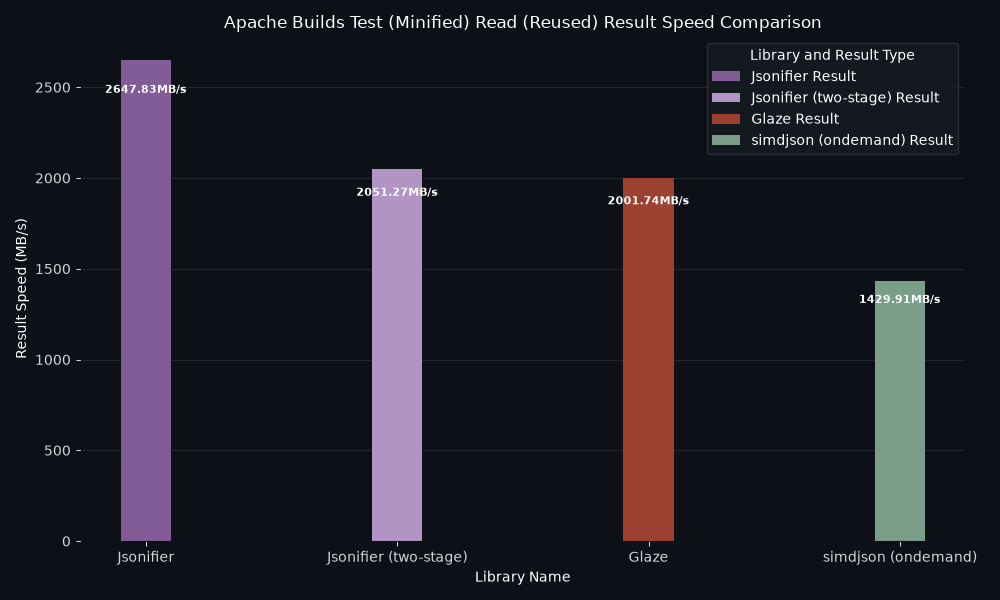 Apache Builds Test (Minified) Read (Reused) Result Speed Comparison
Library and Result Type
Jsonifier Result
Jsonifier (two-stage) Result
Glaze Result
simdjson (ondemand) Result
Result Speed (MB/s)
2500
2000
1500
1000
500
0
2647.83MB/s
2051.27MB/s
2001.74MB/s
1429.91MB/s
Jsonifier
Jsonifier (two-stage)
Glaze
simdjson (ondemand)
Library Name